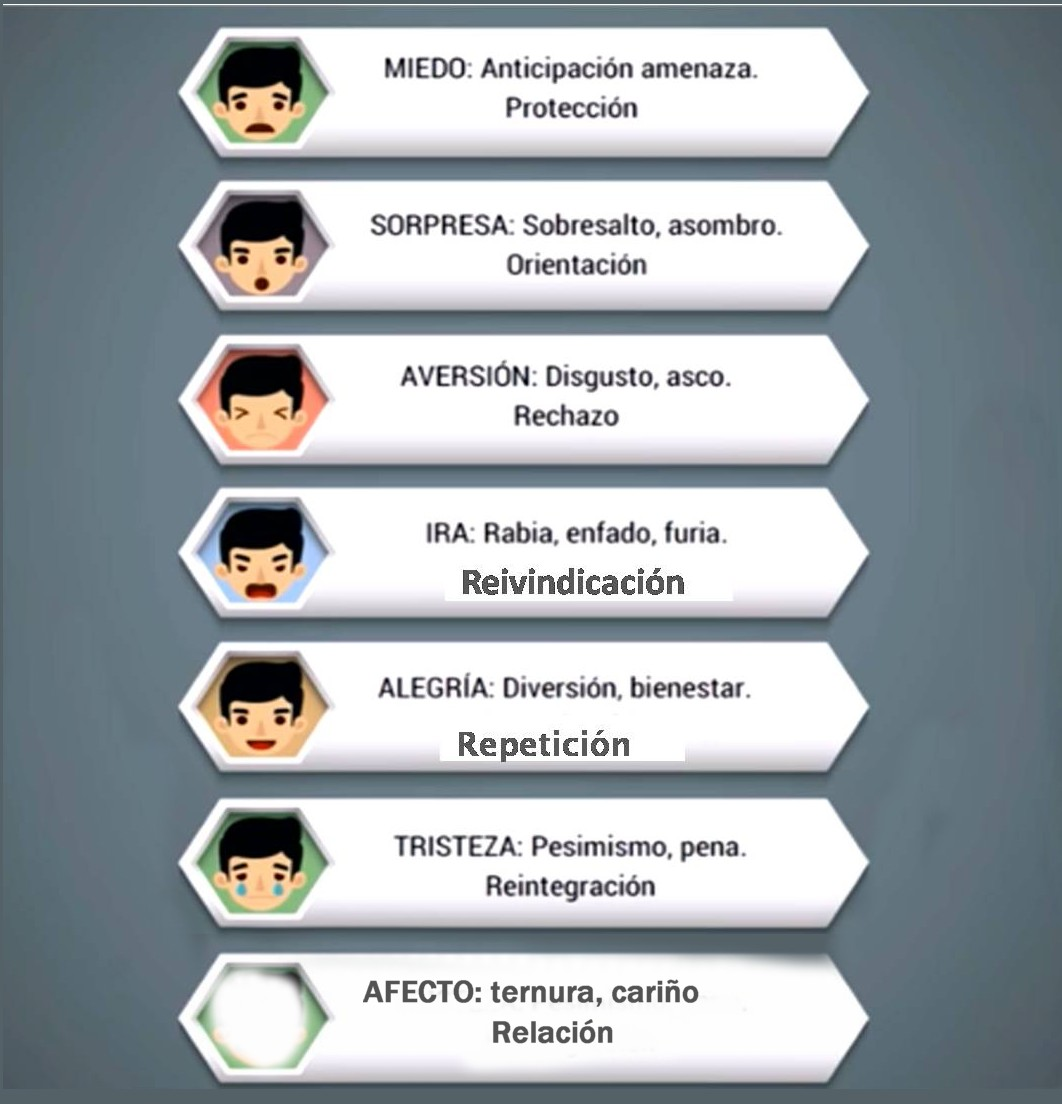 MIEDO: Anticipación amenaza.
Protección
SORPRESA: Sobresalto, asombro.
Orientación
AVERSIÓN: Disgusto, asco.
Rechazo
IRA: Rabia, enfado, furia.
Reivindicación
ALEGRÍA: Diversión, bienestar.
Repetición
TRISTEZA: Pesimismo, pena.
Reintegración
AFECTO: ternura, cariño
Relación